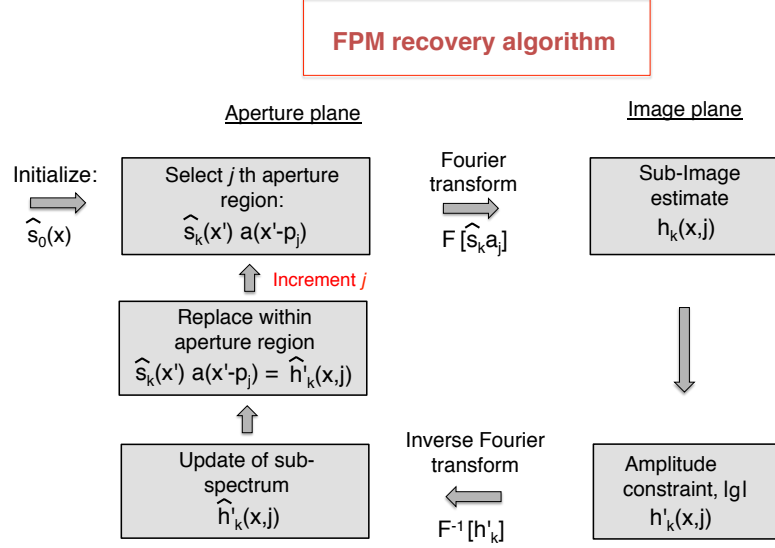 FPM recovery algorithm
Aperture plane
Image plane
Initialize:
ŝ₀(x)
Select j th aperture
region:
ŝₖ(x') a(x'-pⱼ)
Fourier
transform
F [ŝₖaⱼ]
Sub-Image
estimate
hₖ(x,j)
Increment j
Replace within
aperture region
ŝₖ(x') a(x'-pⱼ) = ĥ'ₖ(x,j)
Update of sub-
spectrum
ĥ'ₖ(x,j)
Inverse Fourier
transform
F⁻¹ [h'ₖ]
Amplitude
constraint, |g|
h'ₖ(x,j)